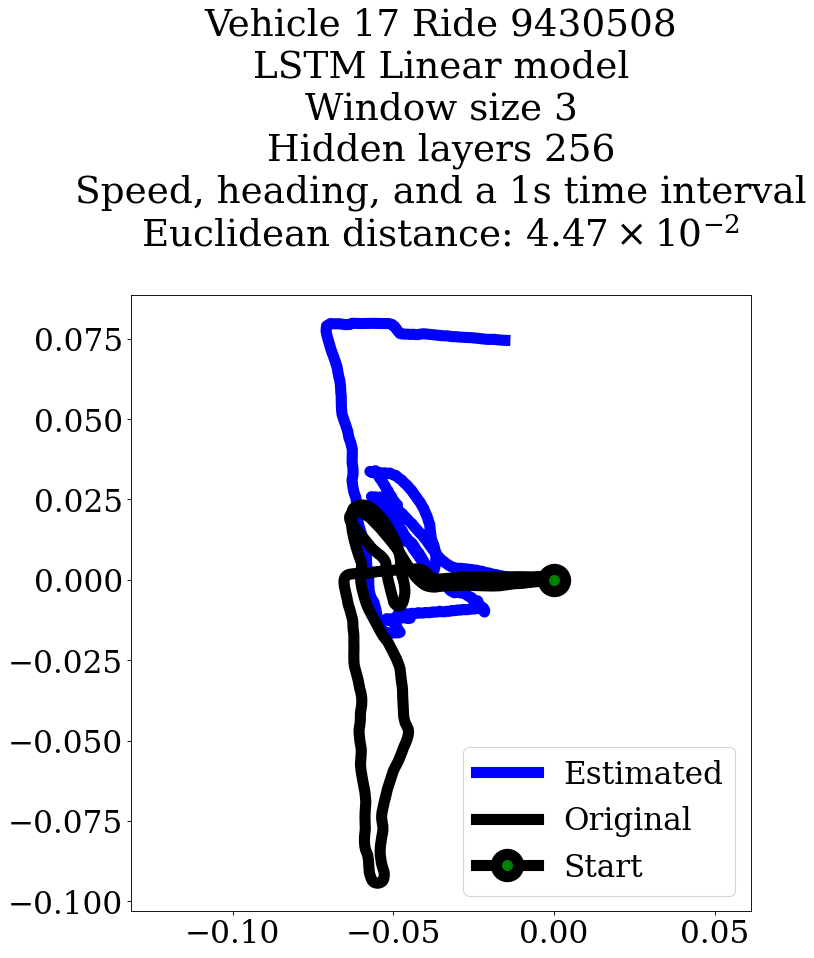 Vehicle 17 Ride 9430508
LSTM Linear model
Window size 3
Hidden layers 256
Speed, heading, and a 1s time interval
Euclidean distance: 4.47 × 10⁻²
0.075
0.050
0.025
0.000
−0.025
−0.050
−0.075
−0.100
Estimated
Original
Start
−0.10
−0.05
0.00
0.05